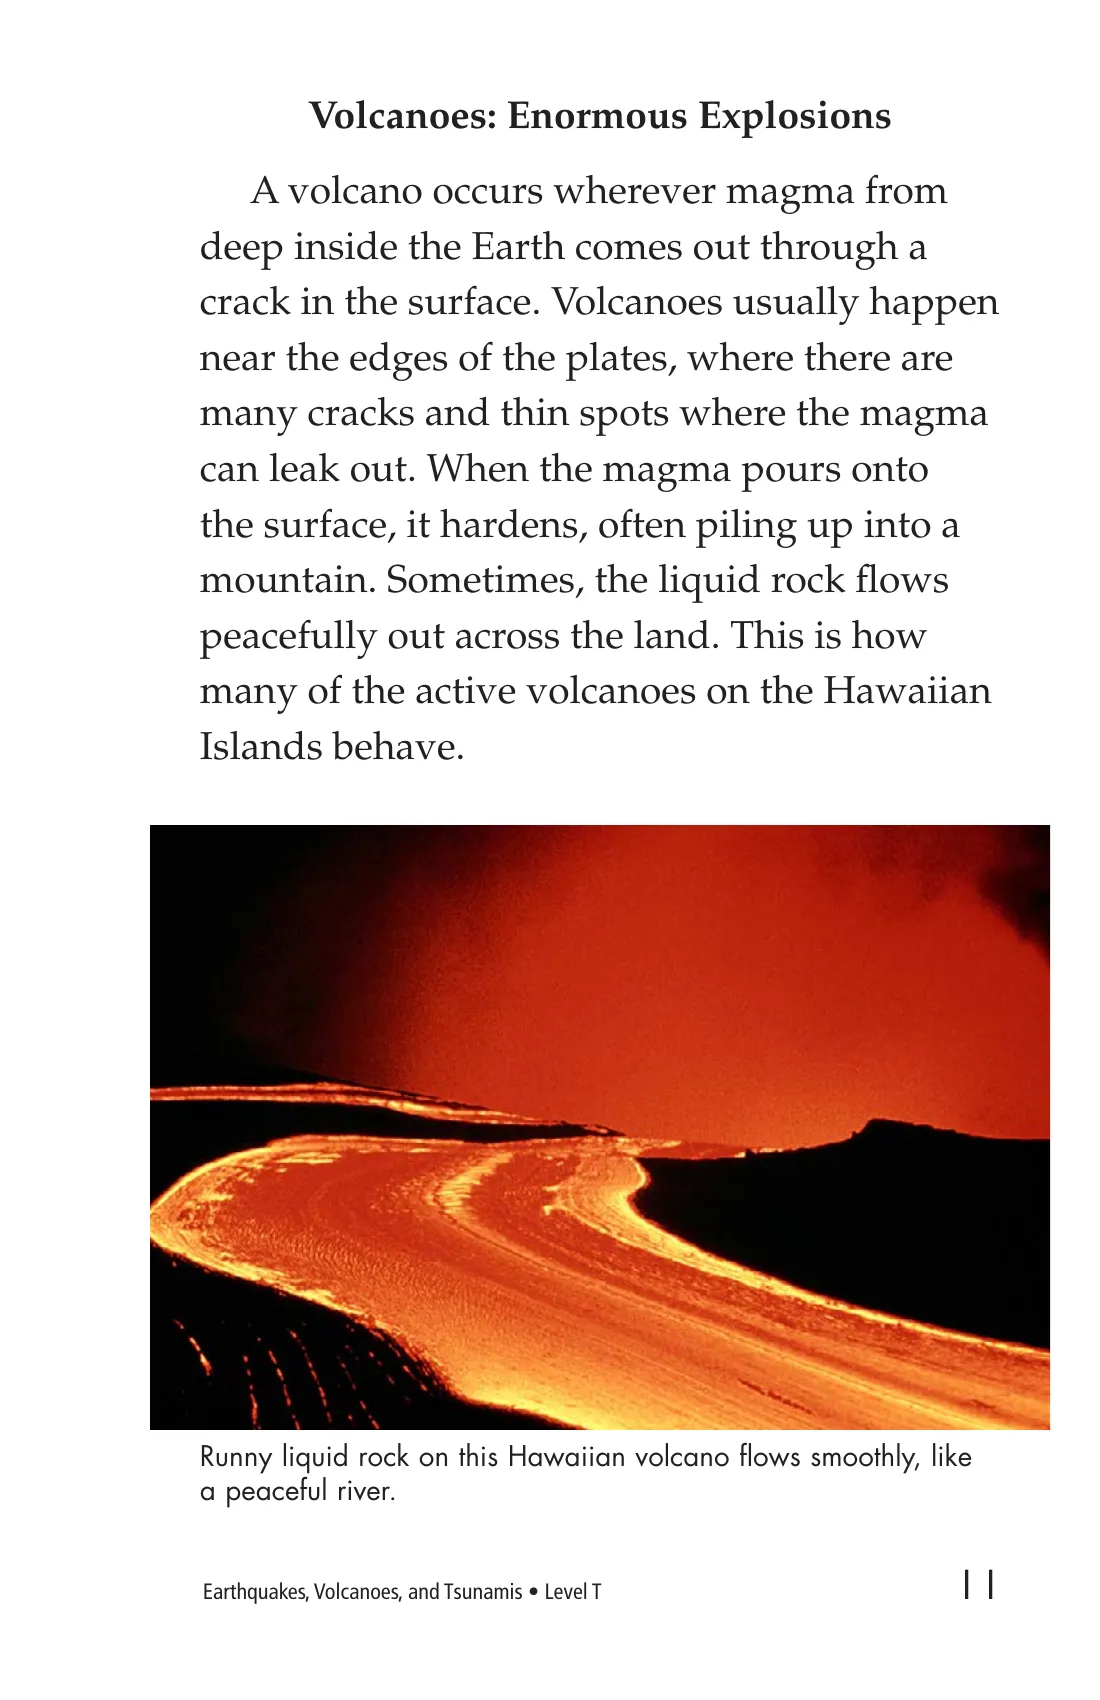 Volcanoes: Enormous Explosions
A volcano occurs wherever magma from
deep inside the Earth comes out through a
crack in the surface. Volcanoes usually happen
near the edges of the plates, where there are
many cracks and thin spots where the magma
can leak out. When the magma pours onto
the surface, it hardens, often piling up into a
mountain. Sometimes, the liquid rock flows
peacefully out across the land. This is how
many of the active volcanoes on the Hawaiian
Islands behave.
Runny liquid rock on this Hawaiian volcano flows smoothly, like
a peaceful river.
Earthquakes, Volcanoes, and Tsunamis • Level T
11